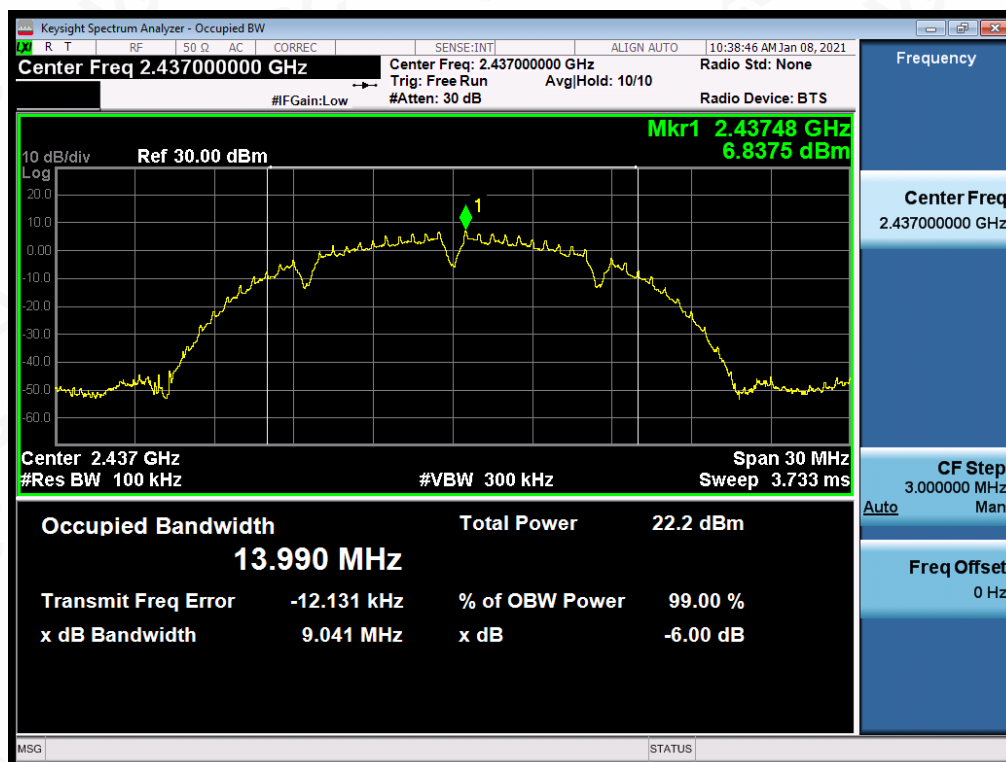 Keysight Spectrum Analyzer - Occupied BW
LXI R T RF 50 Ω AC CORREC SENSE:INT ALIGN AUTO 10:38:46 AM Jan 08, 2021
Center Freq 2.437000000 GHz
Center Freq: 2.437000000 GHz Radio Std: None
Trig: Free Run Avg|Hold: 10/10
#IFGain:Low #Atten: 30 dB Radio Device: BTS
Mkr1 2.43748 GHz
6.8375 dBm
10 dB/div Ref 30.00 dBm
Log
20.0
10.0
0.00
-10.0
-20.0
-30.0
-40.0
-50.0
-60.0
1
Center 2.437 GHz Span 30 MHz
#Res BW 100 kHz #VBW 300 kHz Sweep 3.733 ms
Occupied Bandwidth Total Power 22.2 dBm
13.990 MHz
Transmit Freq Error -12.131 kHz % of OBW Power 99.00 %
x dB Bandwidth 9.041 MHz x dB -6.00 dB
MSG STATUS
Frequency
Center Freq
2.437000000 GHz
CF Step
3.000000 MHz
Auto Man
Freq Offset
0 Hz